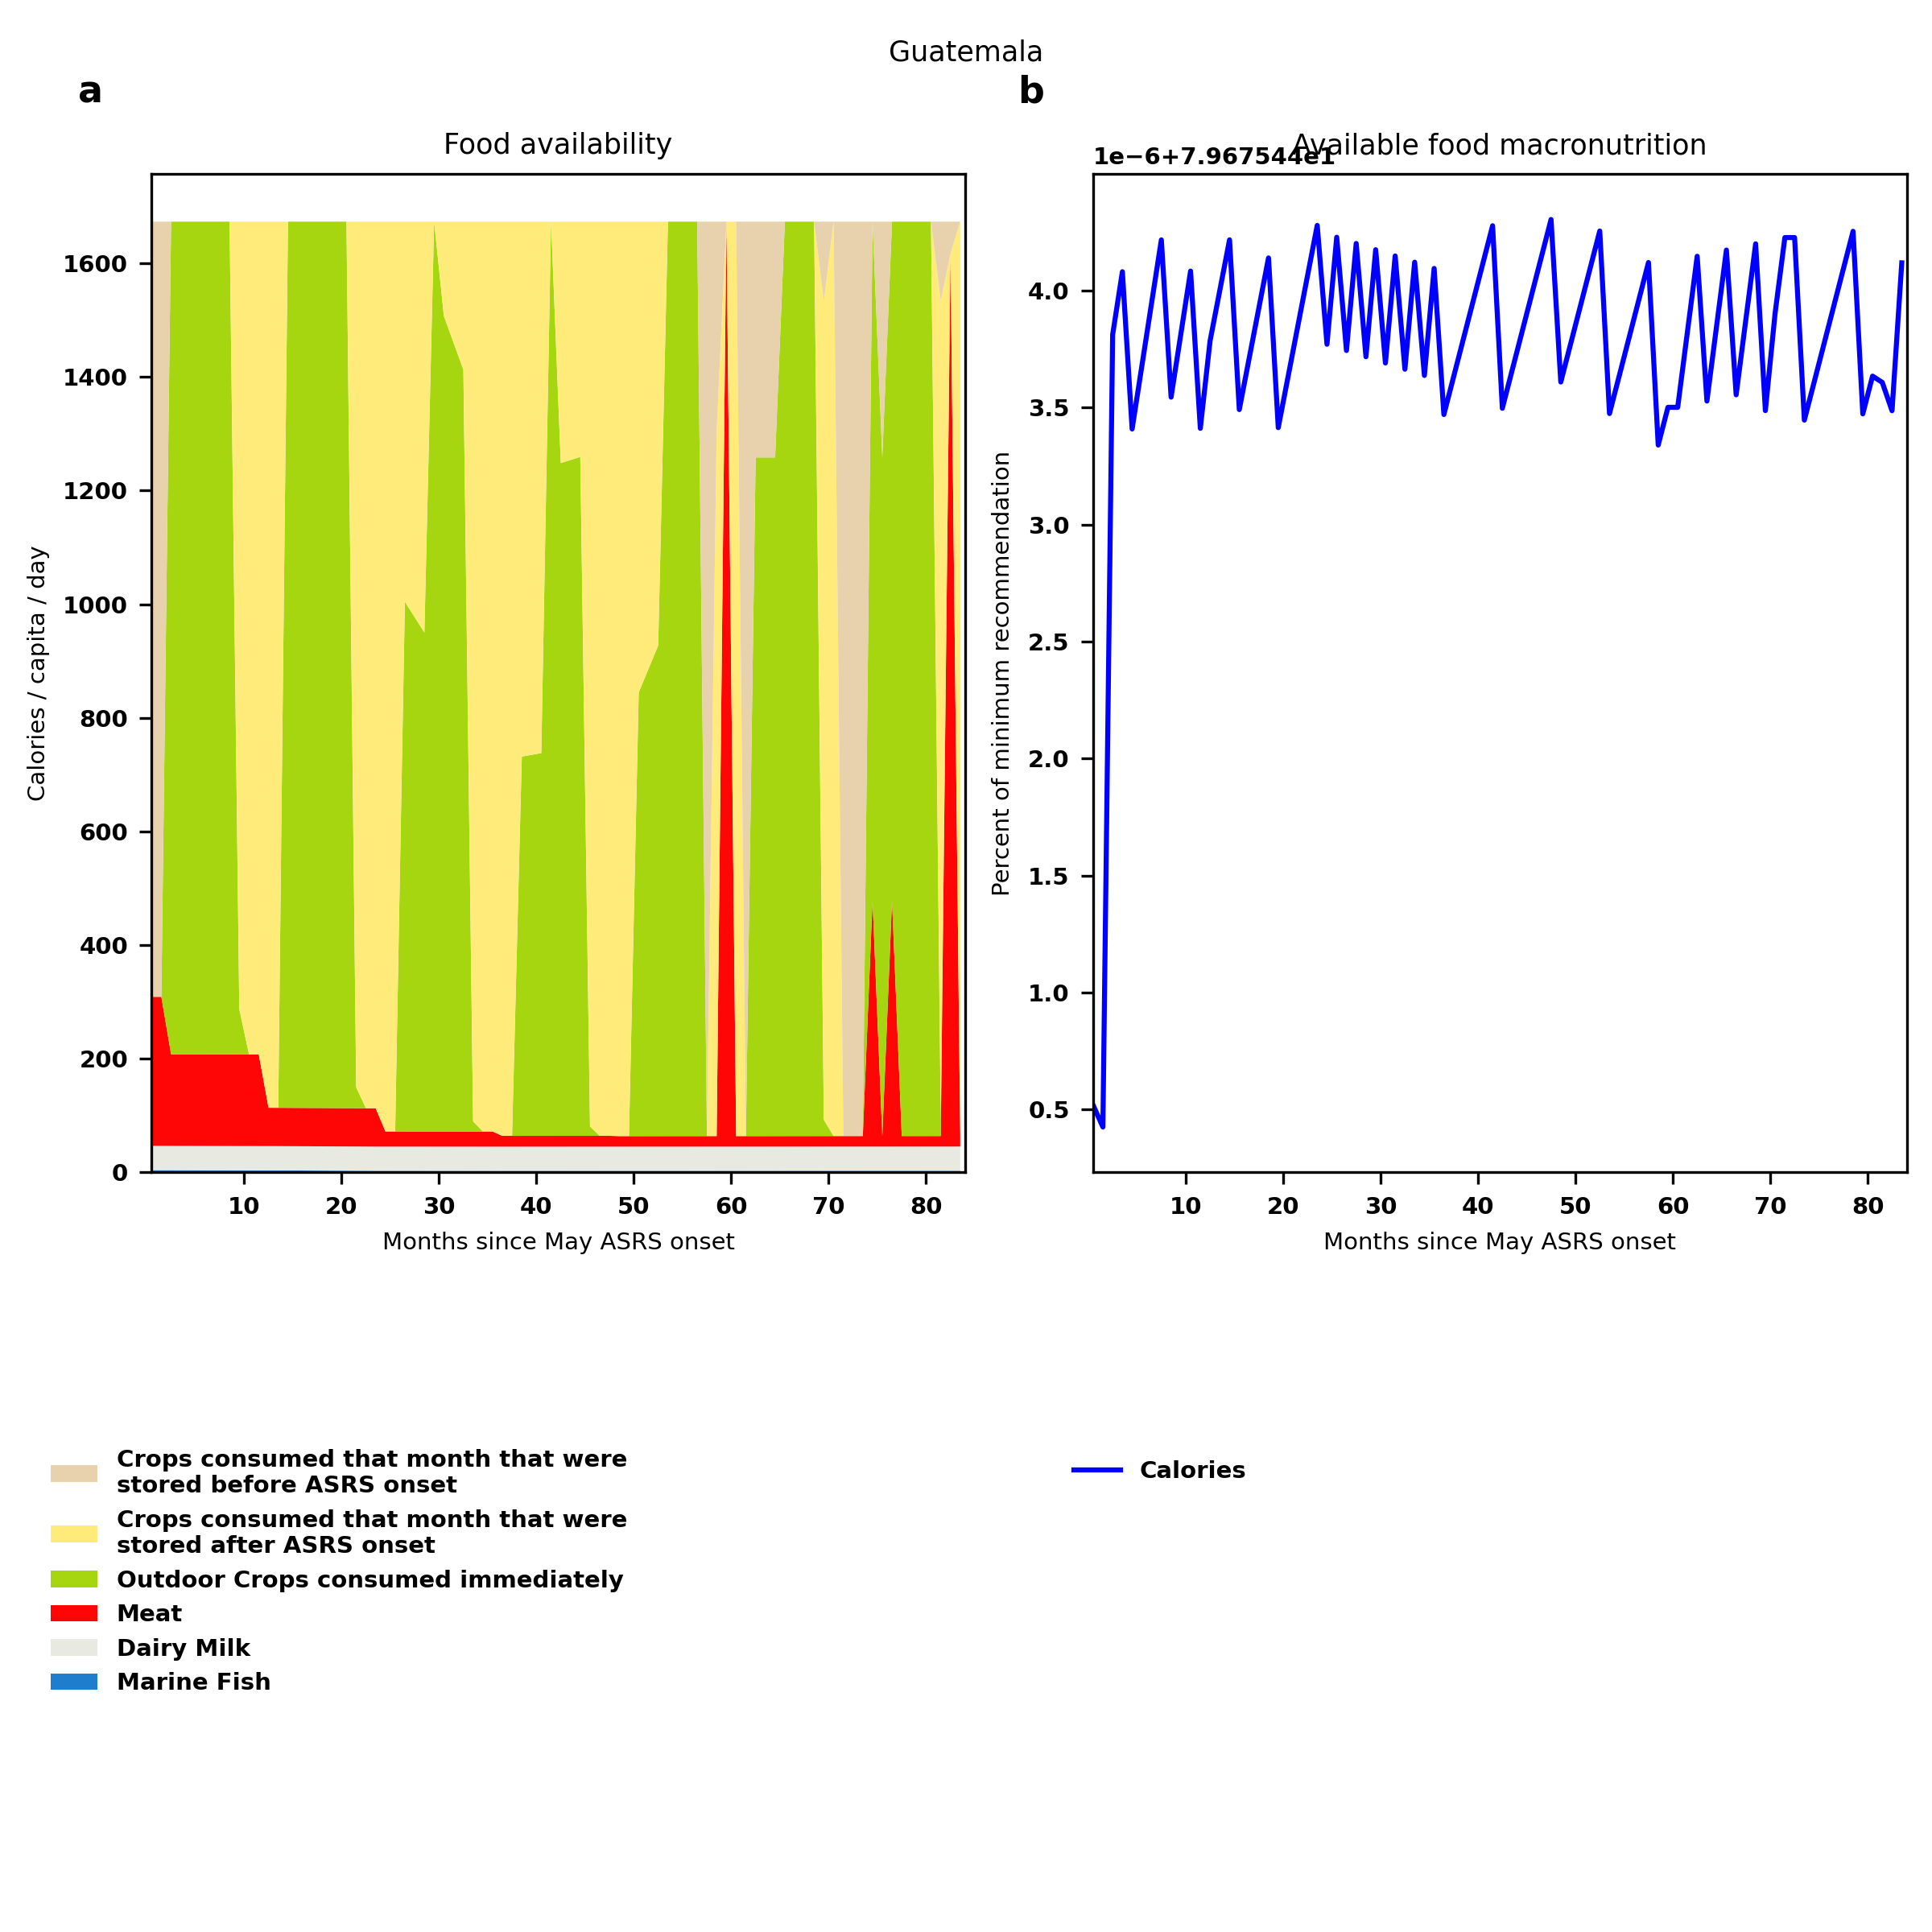 Guatemala
a
b
Food availability
Available food macronutrition
1e−6+7.967544e1
Calories / capita / day
1600
1400
1200
1000
800
600
400
200
0
10 20 30 40 50 60 70 80
Months since May ASRS onset
Percent of minimum recommendation
4.0
3.5
3.0
2.5
2.0
1.5
1.0
0.5
10 20 30 40 50 60 70 80
Months since May ASRS onset
Crops consumed that month that were
stored before ASRS onset
Crops consumed that month that were
stored after ASRS onset
Outdoor Crops consumed immediately
Meat
Dairy Milk
Marine Fish
Calories